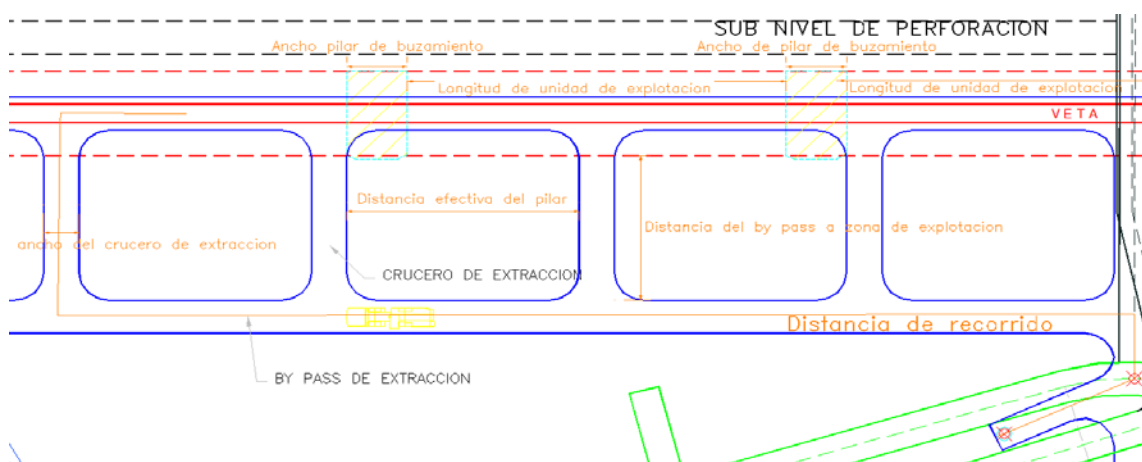 SUB NIVEL DE PERFORACION
Ancho pilar de buzamiento
Ancho de pilar de buzamiento
Longitud de unidad de explotacion
Longitud de unidad de explotacion
VETA
Distancia efectiva del pilar
Distancia del by pass a zona de explotacion
ancho del crucero de extraccion
CRUCERO DE EXTRACCION
Distancia de recorrido
BY PASS DE EXTRACCION